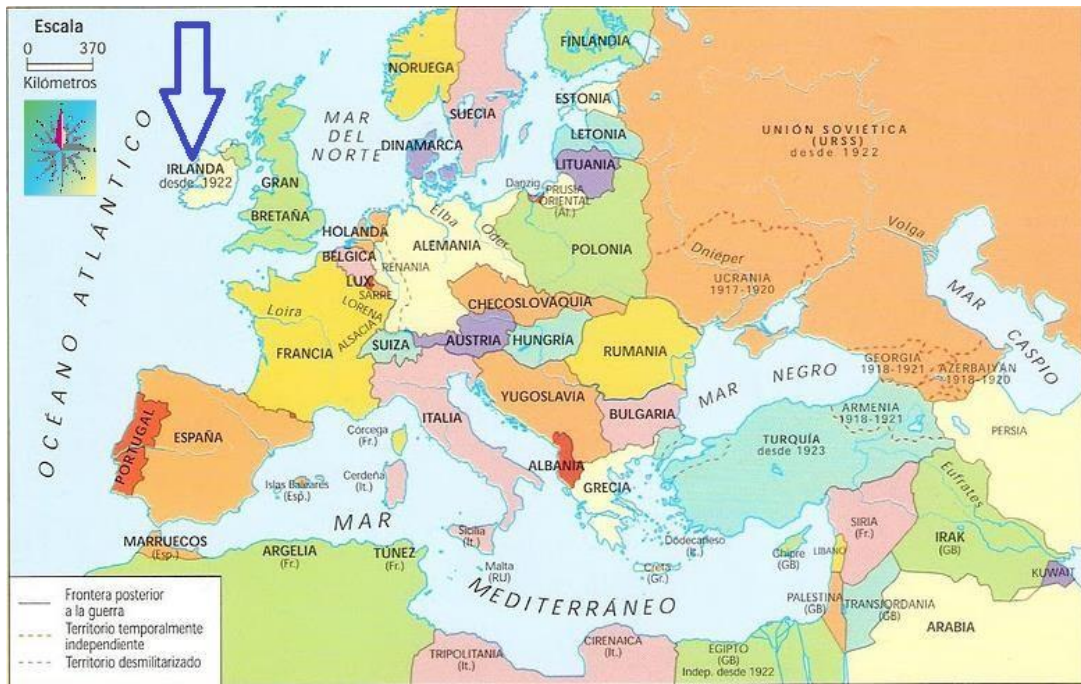 Escala
0 370
Kilómetros
OCÉANO ATLÁNTICO
IRLANDA
desde 1922
GRAN
BRETAÑA
MAR
DEL
NORTE
NORUEGA
SUECIA
FINLANDIA
ESTONIA
LETONIA
LITUANIA
DINAMARCA
Danzig
PRUSIA
ORIENTAL
(Al.)
UNIÓN SOVIÉTICA
(URSS)
desde 1922
HOLANDA
BÉLGICA
LUX
RENANIA
SARRE
LORENA
ALSACIA
Elba
Oder
ALEMANIA
POLONIA
Dniéper
UCRANIA
1917-1920
Volga
MAR CASPIO
CHECOSLOVAQUIA
Loira
FRANCIA
SUIZA
AUSTRIA
HUNGRÍA
RUMANIA
MAR NEGRO
GEORGIA
1918-1921
AZERBAIYÁN
1918-1920
ARMENIA
1918-1921
PERSIA
PORTUGAL
ESPAÑA
Islas Baleares
(Esp.)
Córcega
(Fr.)
Cerdeña
(It.)
ITALIA
YUGOSLAVIA
BULGARIA
ALBANIA
GRECIA
TURQUÍA
desde 1923
Éufrates
Sicilia
(It.)
Malta
(RU)
Creta
(Gr.)
Dodecaneso
(It.)
Chipre
(GB)
LIBANO
SIRIA
(Fr.)
IRAK
(GB)
KUWAIT
MARRUECOS
(Esp.)
ARGELIA
(Fr.)
TÚNEZ
(Fr.)
MAR
MEDITERRÁNEO
PALESTINA
(GB)
TRANSJORDANIA
(GB)
ARABIA
TRIPOLITANIA
(It.)
CIRENAICA
(It.)
EGIPTO
(GB)
Indep. desde 1922
Frontera posterior
a la guerra
Territorio temporalmente
independiente
Territorio desmilitarizado